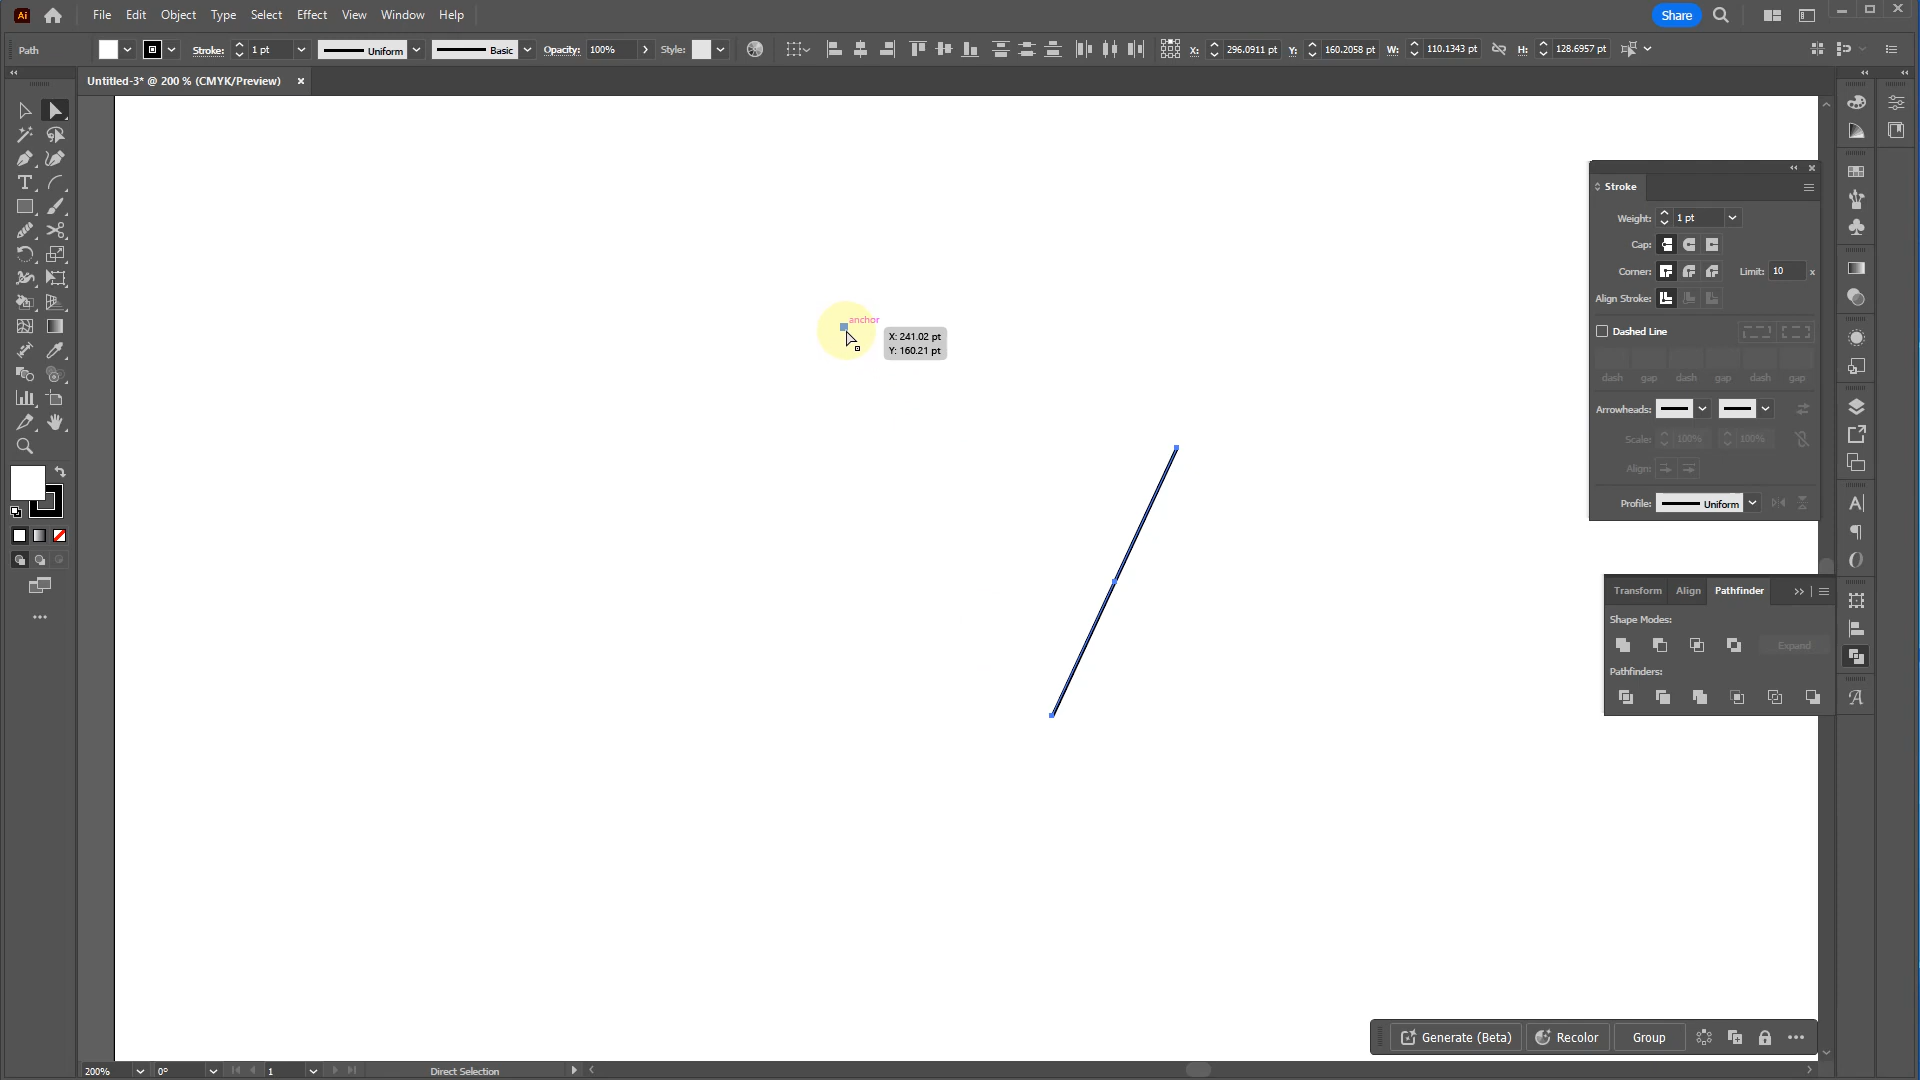 Ai File Edit Object Type Select Effect View Window Help Share
Path Stroke: 1 pt Uniform Basic Opacity: 100% Style: X: 296.0911 pt Y: 160.2058 pt W: 110.1343 pt H: 128.6957 pt
Untitled-3* @ 200 % (CMYK/Preview)
anchor
X: 241.02 pt
Y: 160.21 pt
Stroke
Weight: 1 pt
Cap:
Corner: Limit: 10 x
Align Stroke:
Dashed Line
dash gap dash gap dash gap
Arrowheads:
Scale: 100% 100%
Align:
Profile: Uniform
Transform Align Pathfinder
Shape Modes:
Expand
Pathfinders:
Generate (Beta) Recolor Group
200% 0° 1 Direct Selection